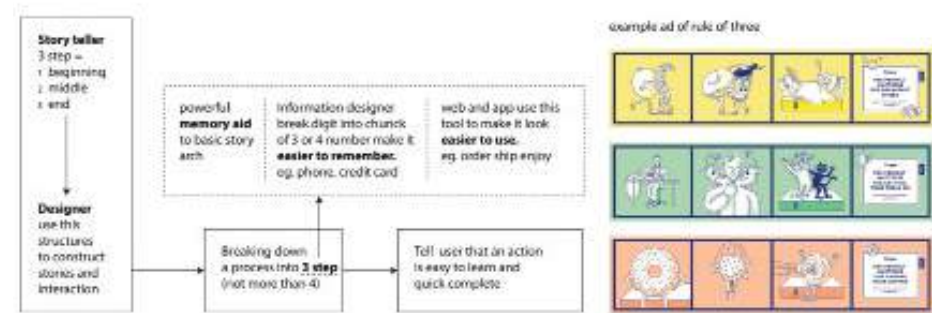 Story teller
3 step =
1 beginning
2 middle
3 end
Designer
use this
structures
to construct
stories and
interaction
powerful
memory aid
to basic story
arch
Information designer
break digit into chunck
of 3 or 4 number make it
easier to remember.
eg. phone, credit card
web and app use this
tool to make it look
easier to use.
eg. order ship enjoy
Breaking down
a process into 3 step
(not more than 4)
Tell user that an action
is easy to learn and
quick complete
example ad of rule of three